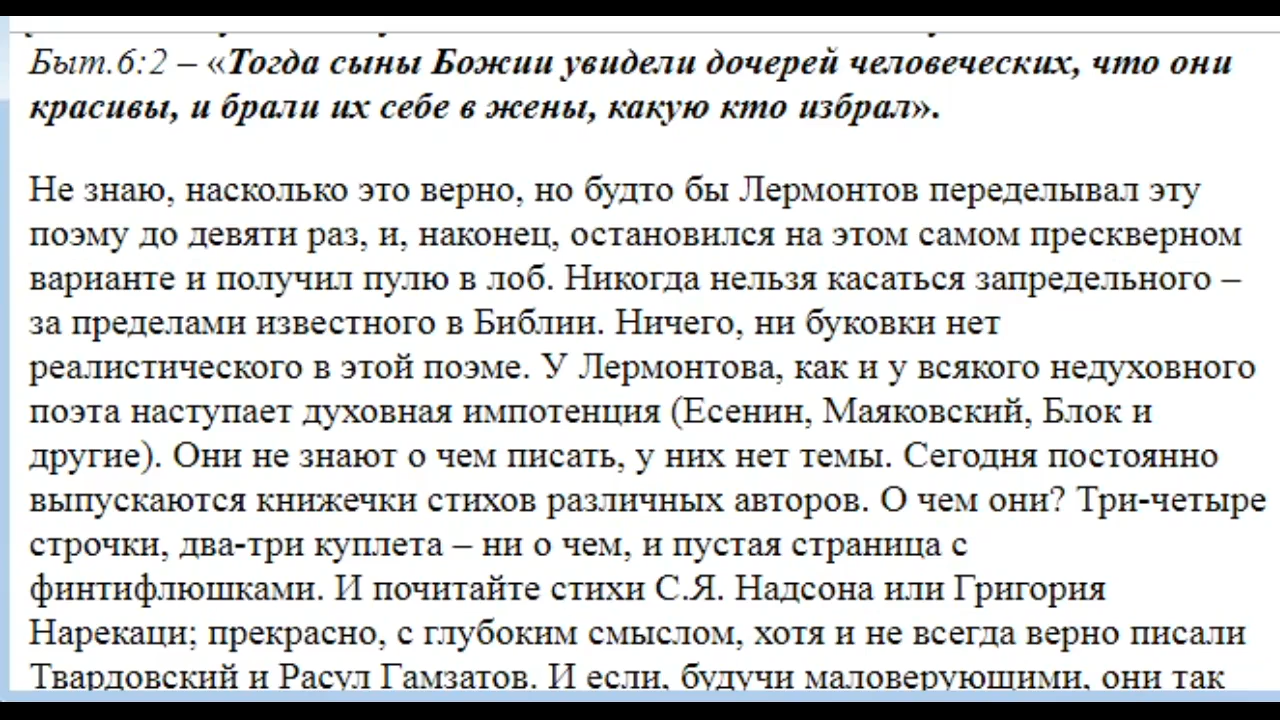 Быт.6:2 – «Тогда сыны Божии увидели дочерей человеческих, что они
красивы, и брали их себе в жены, какую кто избрал».
Не знаю, насколько это верно, но будто бы Лермонтов переделывал эту
поэму до девяти раз, и, наконец, остановился на этом самом прескверном
варианте и получил пулю в лоб. Никогда нельзя касаться запредельного –
за пределами известного в Библии. Ничего, ни буковки нет
реалистического в этой поэме. У Лермонтова, как и у всякого недуховного
поэта наступает духовная импотенция (Есенин, Маяковский, Блок и
другие). Они не знают о чем писать, у них нет темы. Сегодня постоянно
выпускаются книжечки стихов различных авторов. О чем они? Три-четыре
строчки, два-три куплета – ни о чем, и пустая страница с
финтифлюшками. И почитайте стихи С.Я. Надсона или Григория
Нарекаци; прекрасно, с глубоким смыслом, хотя и не всегда верно писали
Твардовский и Расул Гамзатов. И если, будучи маловерующими, они так